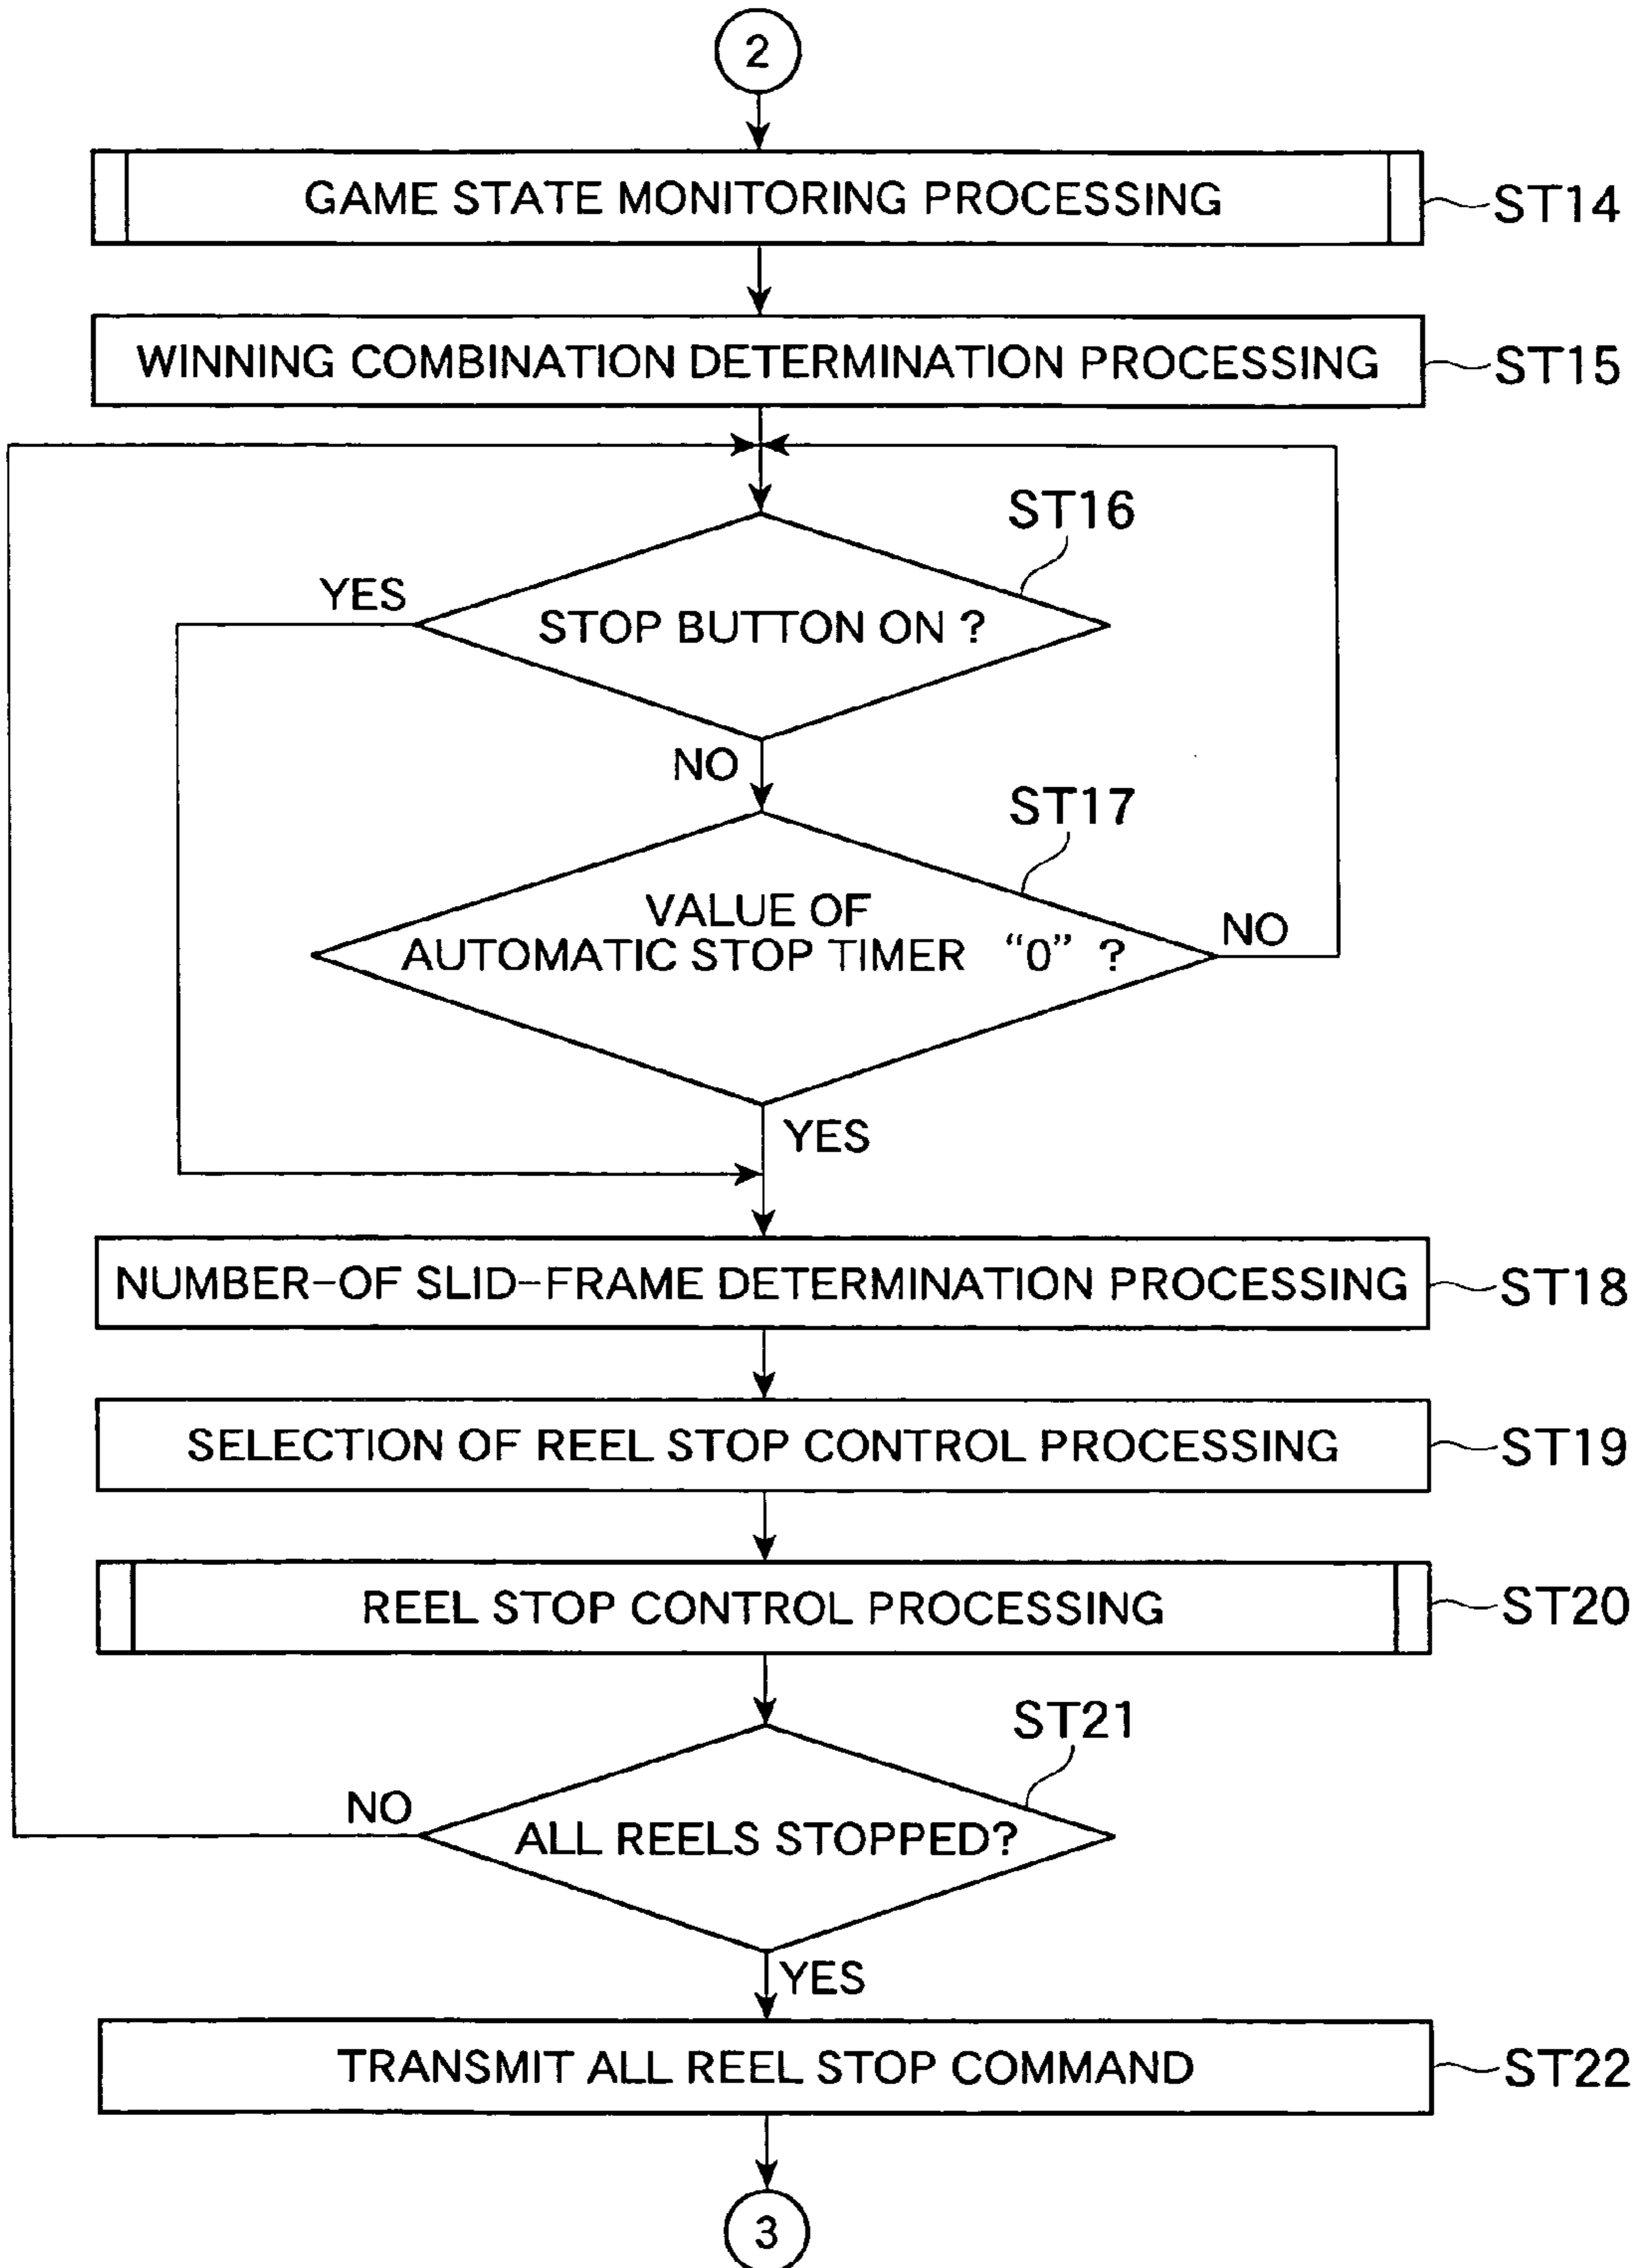 2
GAME STATE MONITORING PROCESSING
ST14
WINNING COMBINATION DETERMINATION PROCESSING
ST15
ST16
YES
STOP BUTTON ON ?
NO
ST17
VALUE OF
AUTOMATIC STOP TIMER “0” ?
NO
YES
NUMBER-OF SLID-FRAME DETERMINATION PROCESSING
ST18
SELECTION OF REEL STOP CONTROL PROCESSING
ST19
REEL STOP CONTROL PROCESSING
ST20
ST21
NO
ALL REELS STOPPED?
YES
TRANSMIT ALL REEL STOP COMMAND
ST22
3